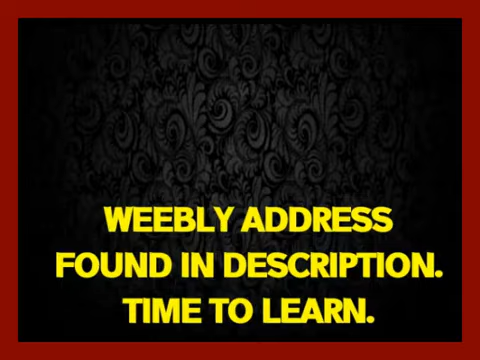 WEEBLY ADDRESS
FOUND IN DESCRIPTION.
TIME TO LEARN.